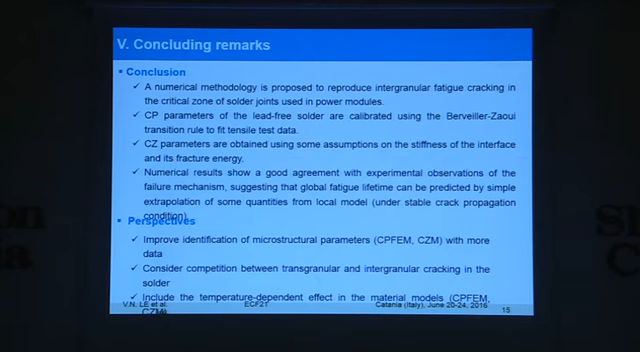 V. Concluding remarks
▪ Conclusion
✓ A numerical methodology is proposed to reproduce intergranular fatigue cracking in
the critical zone of solder joints used in power modules.
✓ CP parameters of the lead-free solder are calibrated using the Berveiller-Zaoui
transition rule to fit tensile test data.
✓ CZ parameters are obtained using some assumptions on the stiffness of the interface
and its fracture energy.
✓ Numerical results show a good agreement with experimental observations of the
failure mechanism, suggesting that global fatigue lifetime can be predicted by simple
extrapolation of some quantities from local model (under stable crack propagation
condition)
▪ Perspectives
✓ Improve identification of microstructural parameters (CPFEM, CZM) with more
data
✓ Consider competition between transgranular and intergranular cracking in the
solder
✓ Include the temperature-dependent effect in the material models (CPFEM,
CZM)
V.N. LE et al. ECF21 Catania (Italy), June 20-24, 2016 15